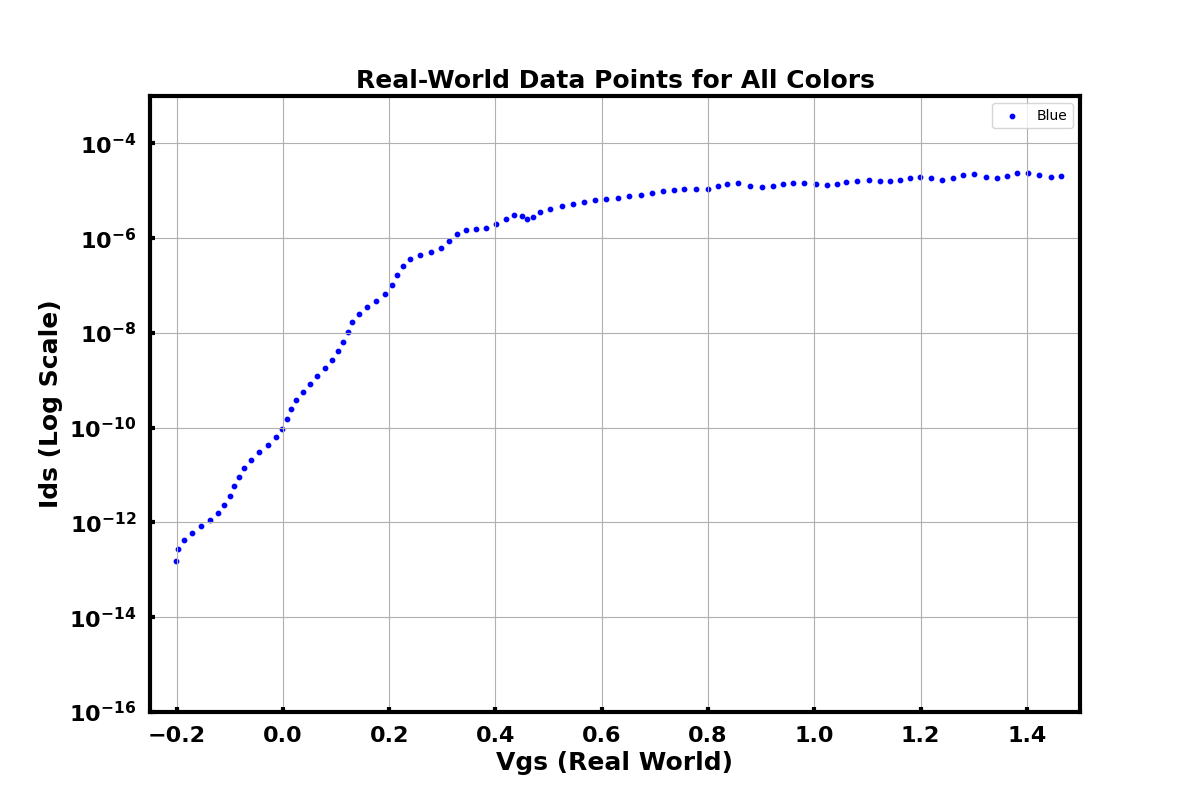 Real-World Data Points for All Colors
Blue
10⁻⁴
10⁻⁶
10⁻⁸
10⁻¹⁰
10⁻¹²
10⁻¹⁴
10⁻¹⁶
Ids (Log Scale)
−0.2 0.0 0.2 0.4 0.6 0.8 1.0 1.2 1.4
Vgs (Real World)